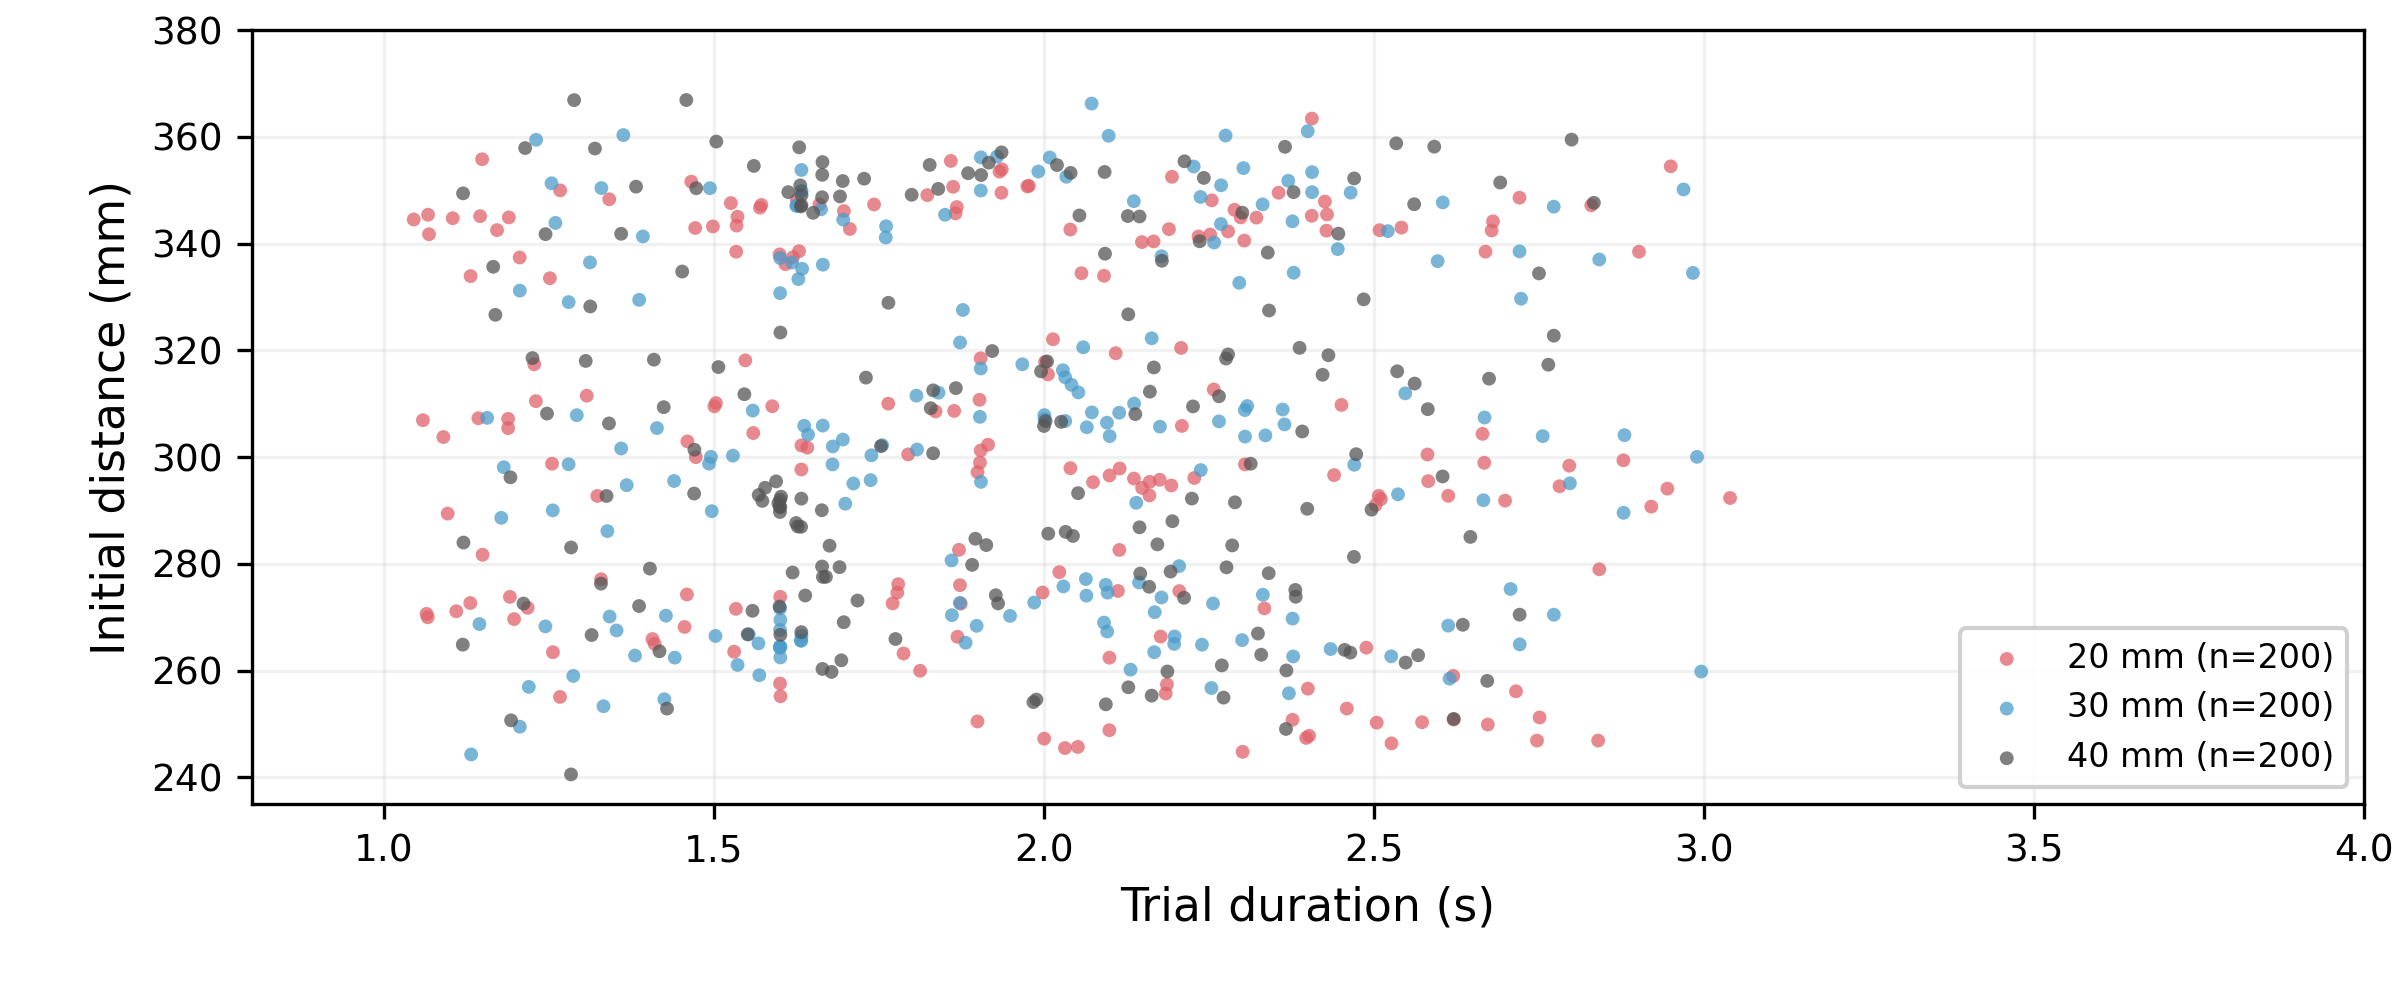 380
360
340
320
300
280
260
240
Initial distance (mm)
20 mm (n=200)
30 mm (n=200)
40 mm (n=200)
1.0 1.5 2.0 2.5 3.0 3.5 4.0
Trial duration (s)